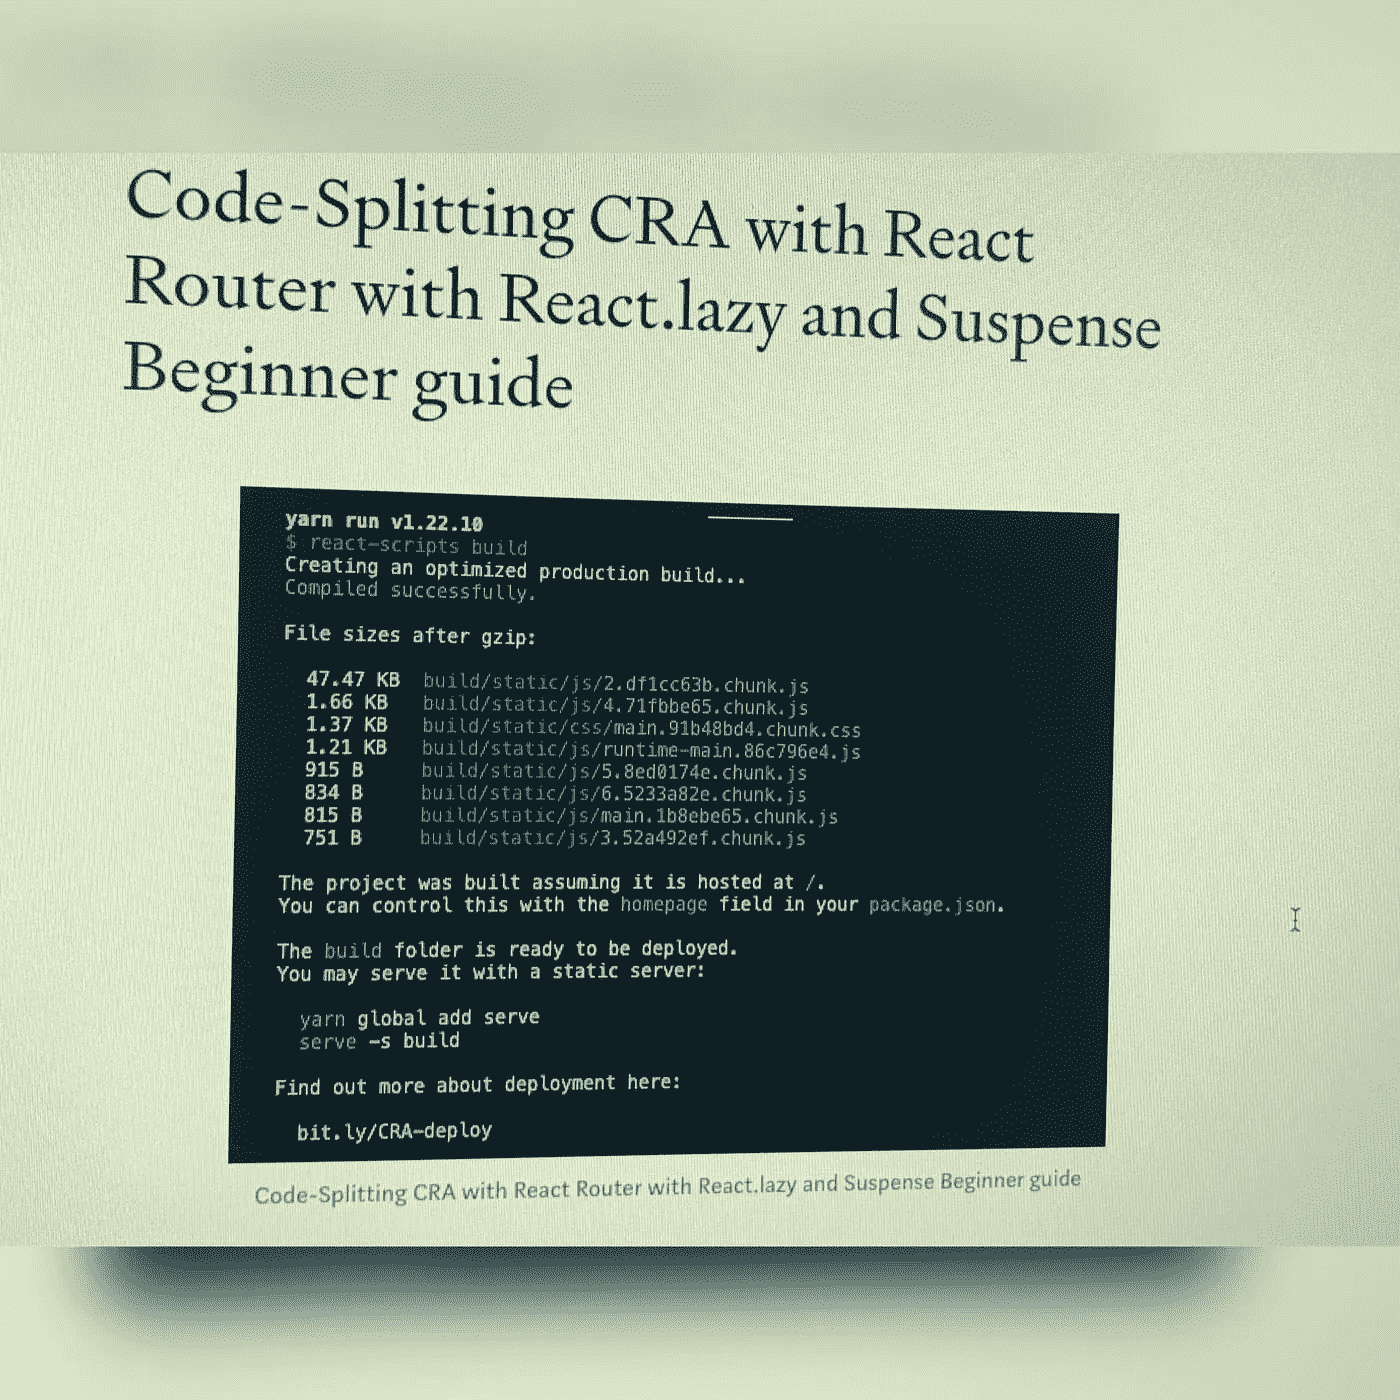 Code-Splitting CRA with React
Router with React.lazy and Suspense
Beginner guide
yarn run v1.22.10
$ react-scripts build
Creating an optimized production build...
Compiled successfully.
File sizes after gzip:
47.47 KB build/static/js/2.df1cc63b.chunk.js
1.66 KB build/static/js/4.71fbbe65.chunk.js
1.37 KB build/static/css/main.91b48bd4.chunk.css
1.21 KB build/static/js/runtime-main.86c796e4.js
915 B build/static/js/5.8ed0174e.chunk.js
834 B build/static/js/6.5233a82e.chunk.js
815 B build/static/js/main.1b8ebe65.chunk.js
751 B build/static/js/3.52a492ef.chunk.js
The project was built assuming it is hosted at /.
You can control this with the homepage field in your package.json.
The build folder is ready to be deployed.
You may serve it with a static server:
yarn global add serve
serve -s build
Find out more about deployment here:
bit.ly/CRA-deploy
Code-Splitting CRA with React Router with React.lazy and Suspense Beginner guide